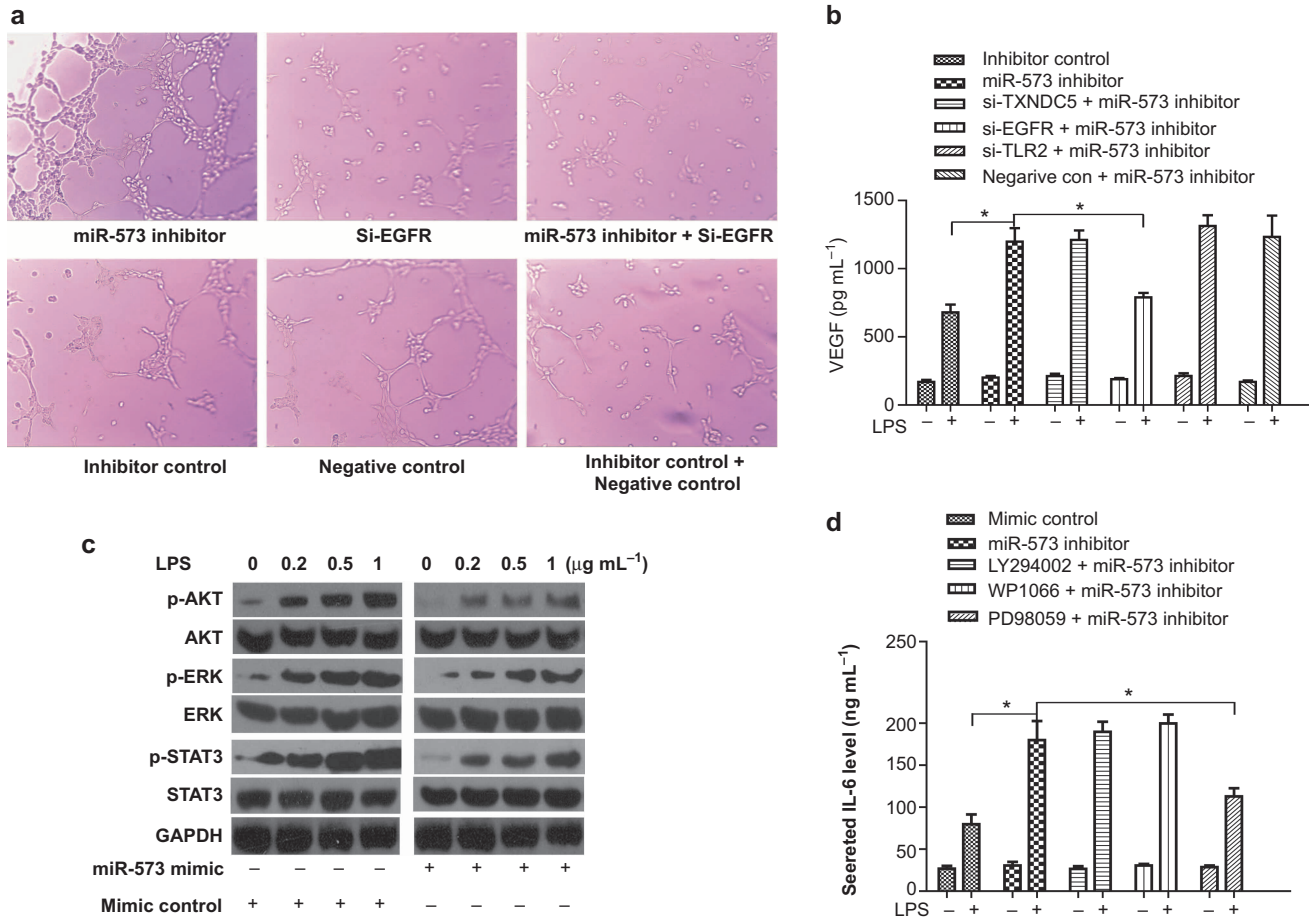 a
miR-573 inhibitor
Si-EGFR
miR-573 inhibitor + Si-EGFR
Inhibitor control
Negative control
Inhibitor control +
Negative control
b
Inhibitor control
miR-573 inhibitor
si-TXNDC5 + miR-573 inhibitor
si-EGFR + miR-573 inhibitor
si-TLR2 + miR-573 inhibitor
Negarive con + miR-573 inhibitor
VEGF (pg mL⁻¹)
1500
1000
500
0
* *
LPS – + – + – + – + – + – +
c
LPS 0 0.2 0.5 1 0 0.2 0.5 1 (μg mL⁻¹)
p-AKT
AKT
p-ERK
ERK
p-STAT3
STAT3
GAPDH
miR-573 mimic – – – – + + + +
Mimic control + + + + – – – –
d
Mimic control
miR-573 inhibitor
LY294002 + miR-573 inhibitor
WP1066 + miR-573 inhibitor
PD98059 + miR-573 inhibitor
Seereted IL-6 level (ng mL⁻¹)
250
200
150
100
50
0
* *
LPS – + – + – + – + – +